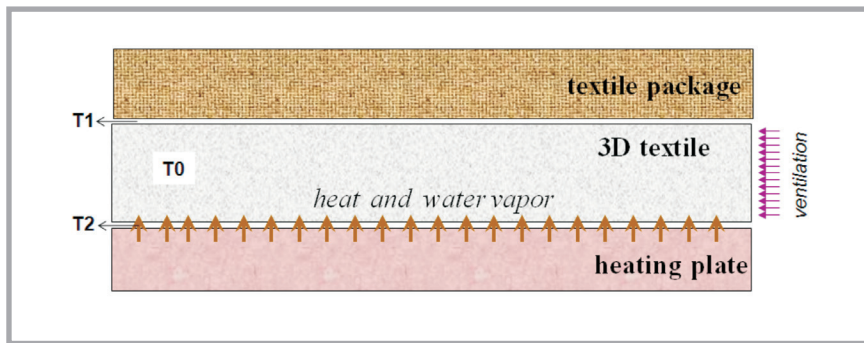 textile package
T1
3D textile
T0
ventilation
heat and water vapor
T2
heating plate